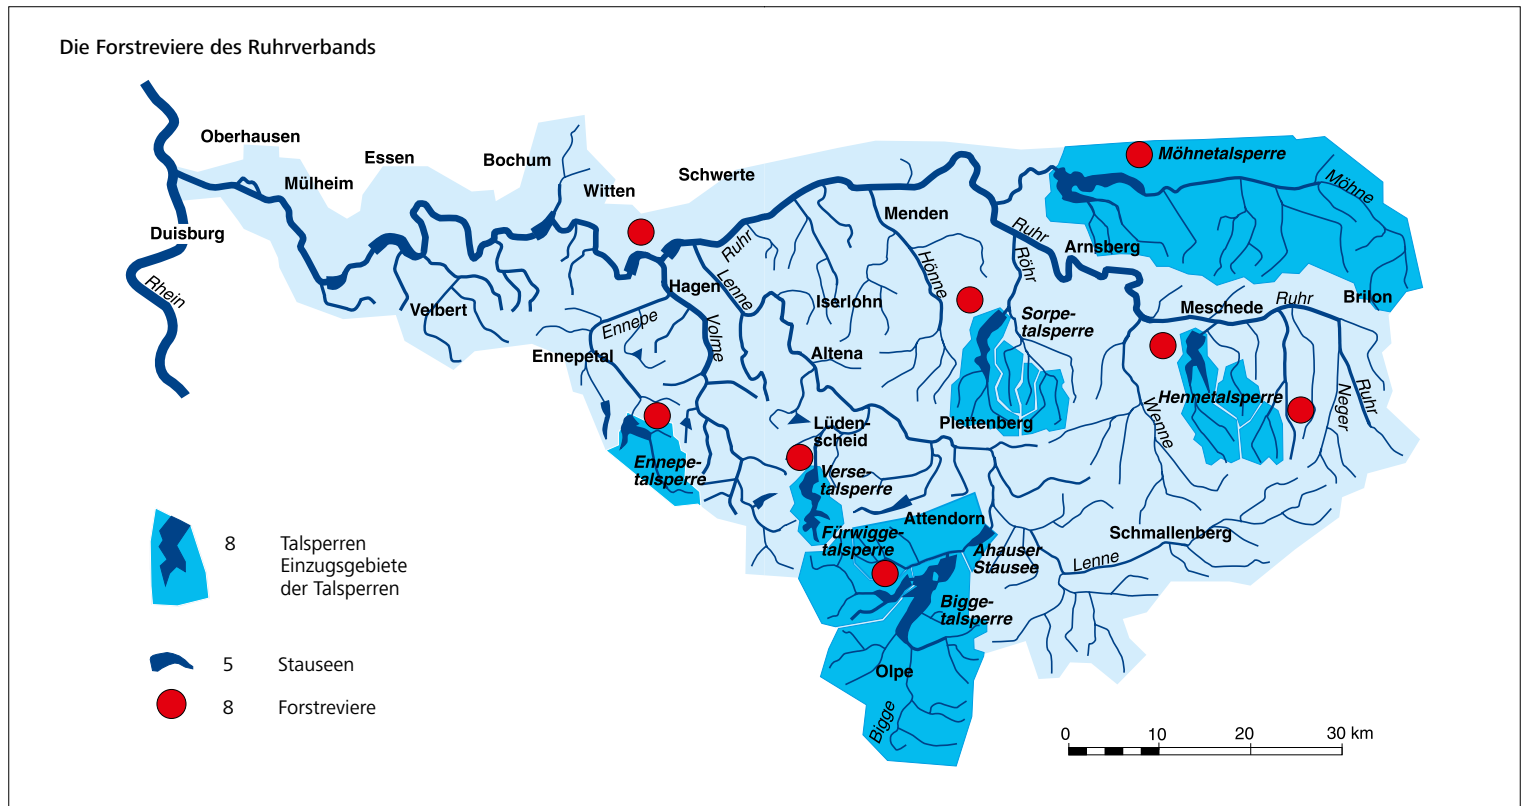 Die Forstreviere des Ruhrverbands
Oberhausen
Essen
Bochum
Mülheim
Witten
Schwerte
Möhnetalsperre
Möhne
Duisburg
Rhein
Menden
Ruhr
Ruhr
Arnsberg
Hönne
Röhr
Hagen
Lenne
Iserlohn
Velbert
Ennepe
Volme
Meschede
Ruhr
Brilon
Sorpe-
talsperre
Ennepetal
Altena
Hennetalsperre
Wenne
Neger
Ruhr
Lüden-
scheid
Plettenberg
Ennepe-
talsperre
Verse-
talsperre
Attendorn
Fürwigge-
talsperre
Ahauser
Stausee
Schmallenberg
Lenne
Bigge-
talsperre
Olpe
Bigge
8 Talsperren
Einzugsgebiete
der Talsperren
5 Stauseen
8 Forstreviere
0 10 20 30 km